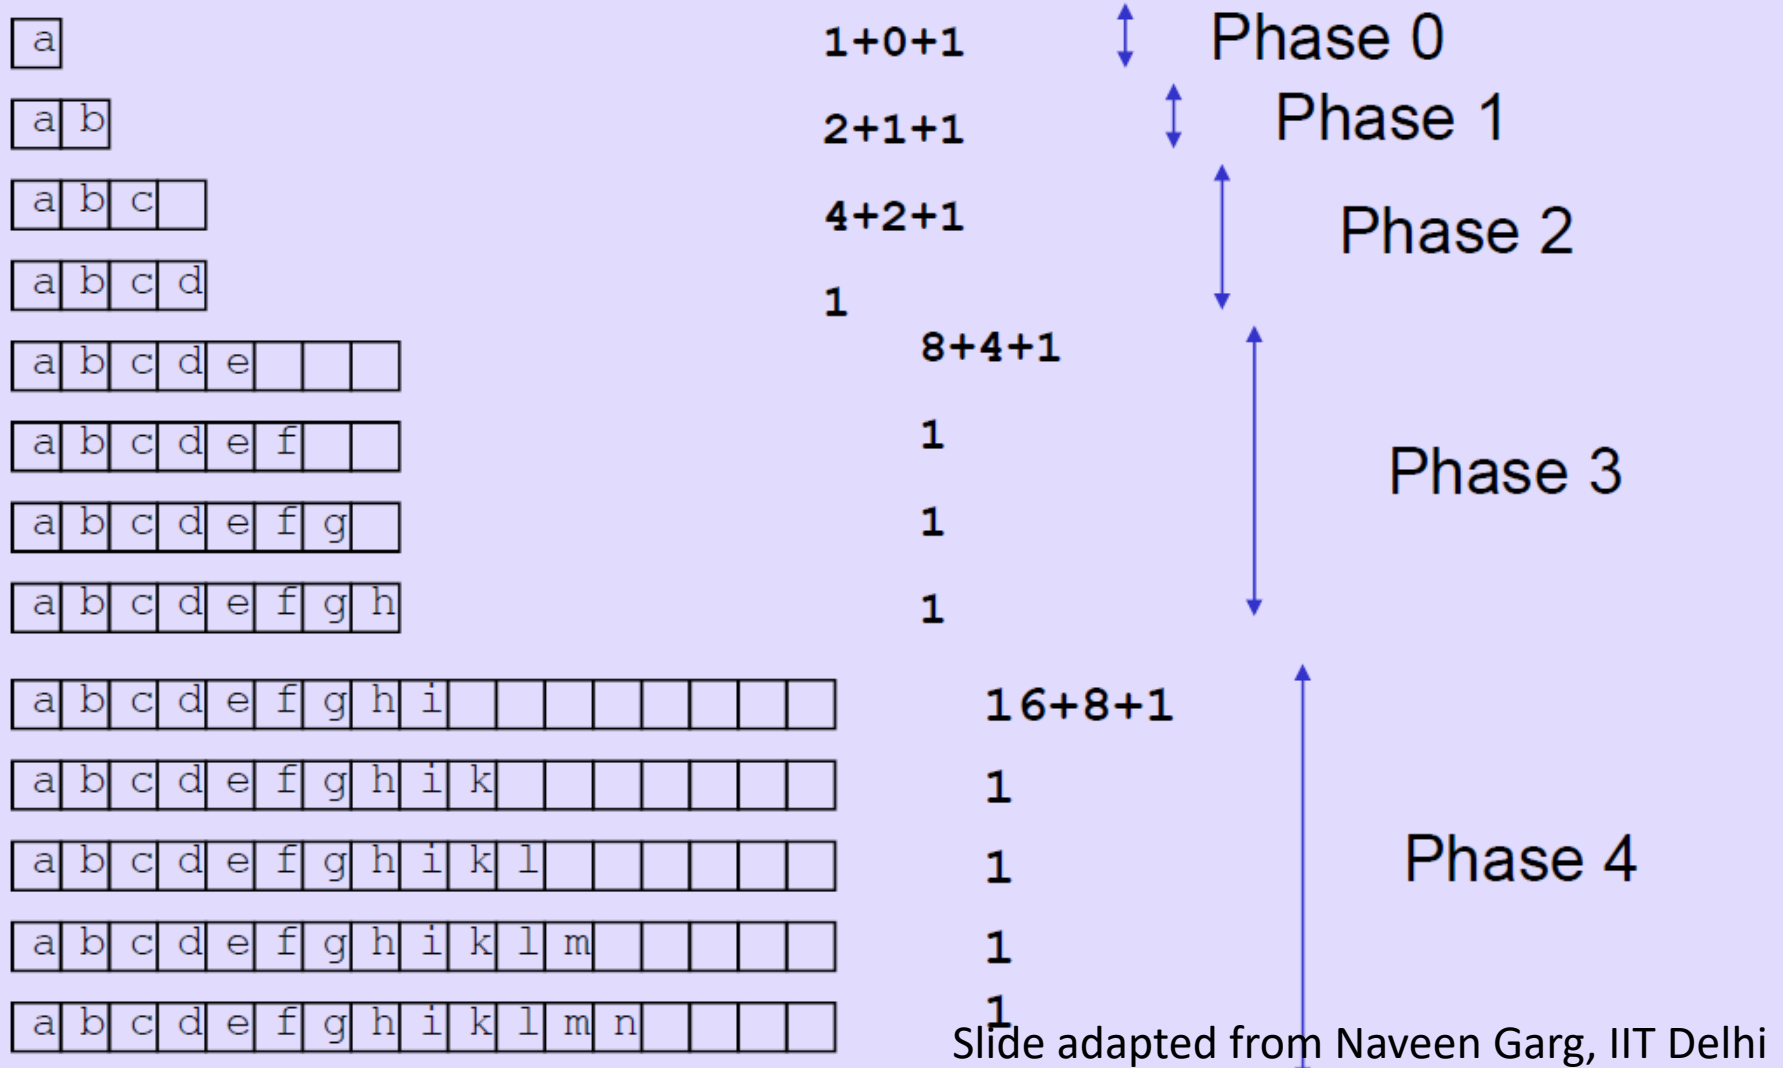 a 1+0+1 Phase 0
a b 2+1+1 Phase 1
a b c 4+2+1 Phase 2
a b c d 1
a b c d e 8+4+1
a b c d e f 1
Phase 3
a b c d e f g 1
a b c d e f g h 1
a b c d e f g h i 16+8+1
a b c d e f g h i k 1
a b c d e f g h i k l 1 Phase 4
a b c d e f g h i k l m 1
a b c d e f g h i k l m n 1
Slide adapted from Naveen Garg, IIT Delhi